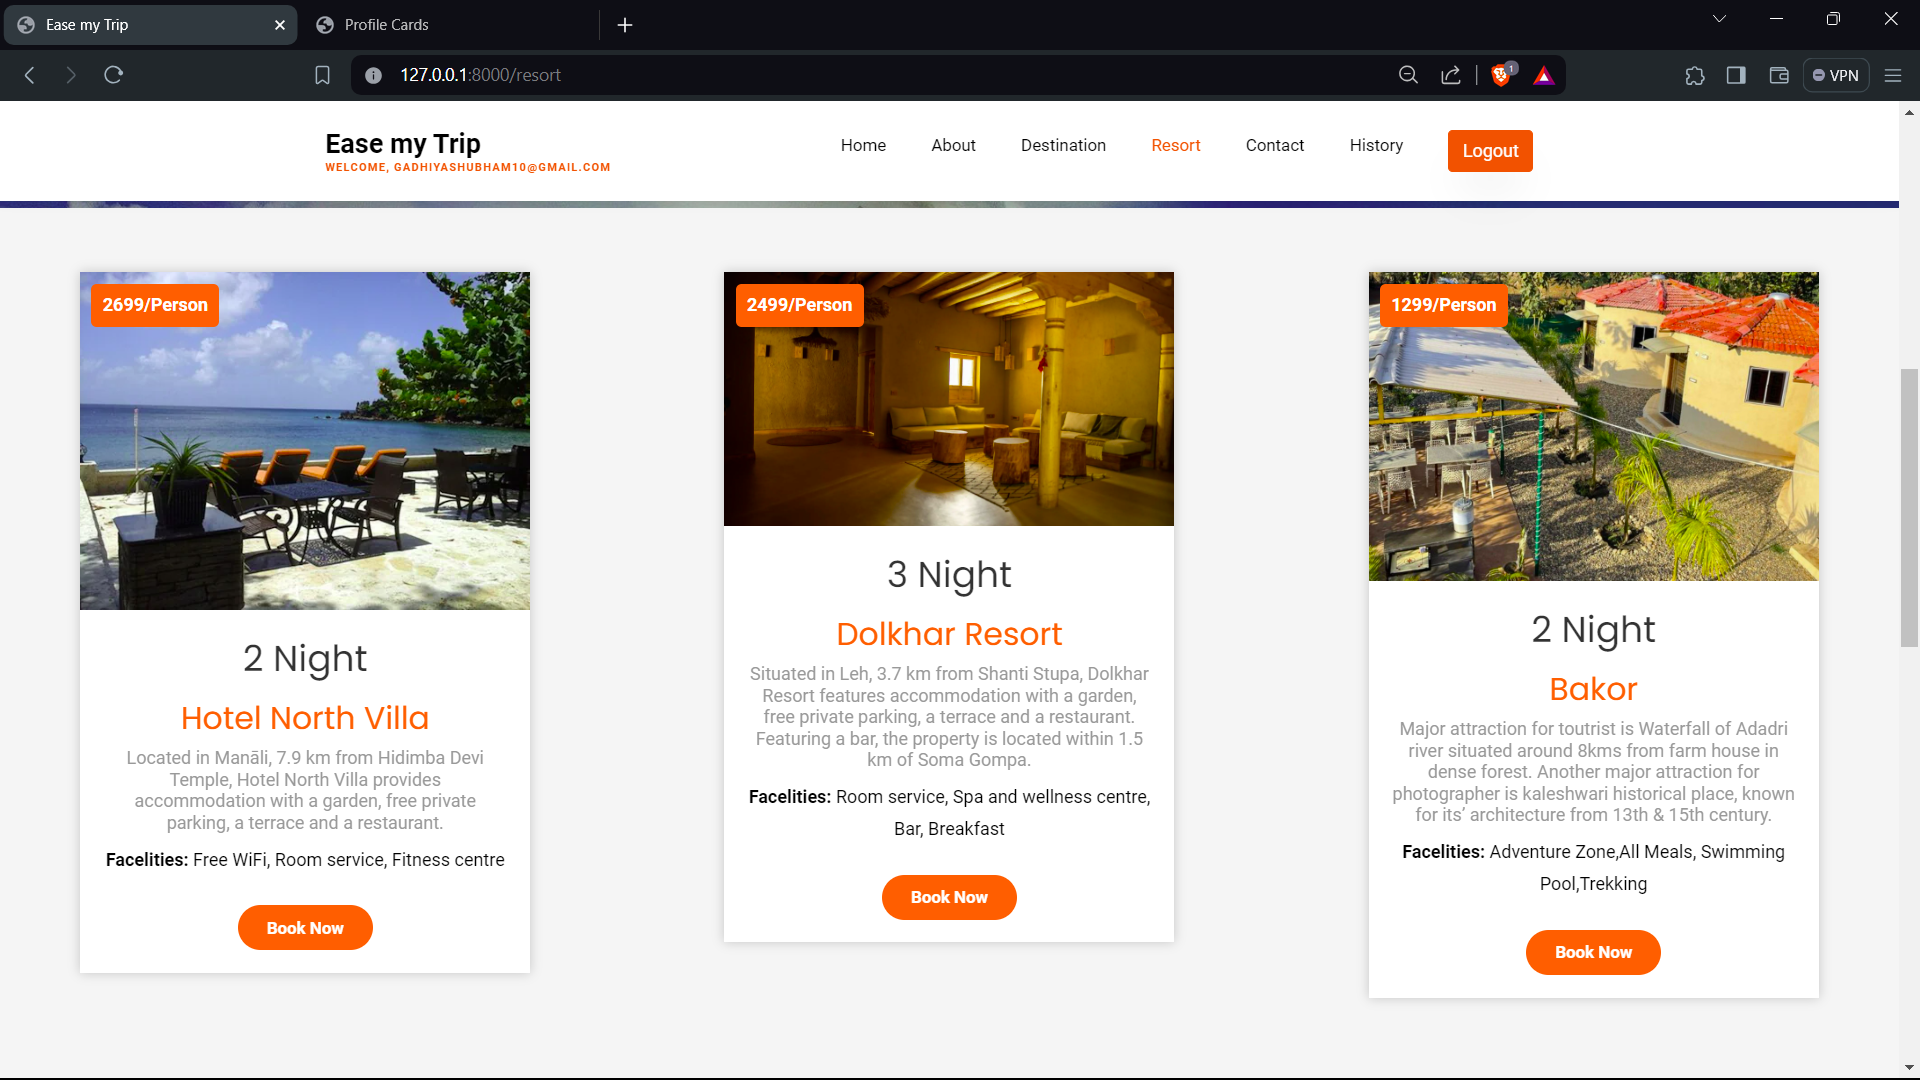 Ease my Trip
Profile Cards
127.0.0.1:8000/resort
1
VPN
Ease my Trip
WELCOME, GADHIYASHUBHAM10@GMAIL.COM
Home
About
Destination
Resort
Contact
History
Logout
2699/Person
2 Night
Hotel North Villa
Located in Manāli, 7.9 km from Hidimba Devi
Temple, Hotel North Villa provides
accommodation with a garden, free private
parking, a terrace and a restaurant.
Facelities: Free WiFi, Room service, Fitness centre
Book Now
2499/Person
3 Night
Dolkhar Resort
Situated in Leh, 3.7 km from Shanti Stupa, Dolkhar
Resort features accommodation with a garden,
free private parking, a terrace and a restaurant.
Featuring a bar, the property is located within 1.5
km of Soma Gompa.
Facelities: Room service, Spa and wellness centre,
Bar, Breakfast
Book Now
1299/Person
2 Night
Bakor
Major attraction for toutrist is Waterfall of Adadri
river situated around 8kms from farm house in
dense forest. Another major attraction for
photographer is kaleshwari historical place, known
for its’ architecture from 13th & 15th century.
Facelities: Adventure Zone,All Meals, Swimming
Pool,Trekking
Book Now